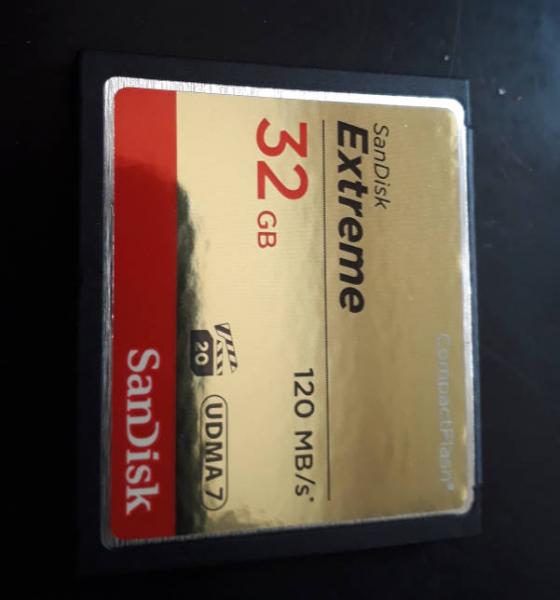 CompactFlash®
SanDisk
Extreme
120 MB/s*
32 GB
20
UDMA 7
SanDisk